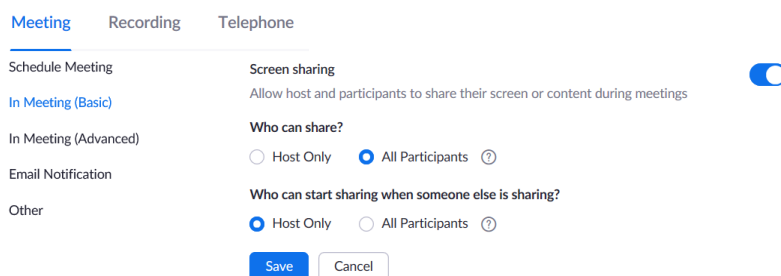 Meeting Recording Telephone
Schedule Meeting
In Meeting (Basic)
In Meeting (Advanced)
Email Notification
Other
Screen sharing
Allow host and participants to share their screen or content during meetings
Who can share?
Host Only All Participants ?
Who can start sharing when someone else is sharing?
Host Only All Participants ?
Save Cancel